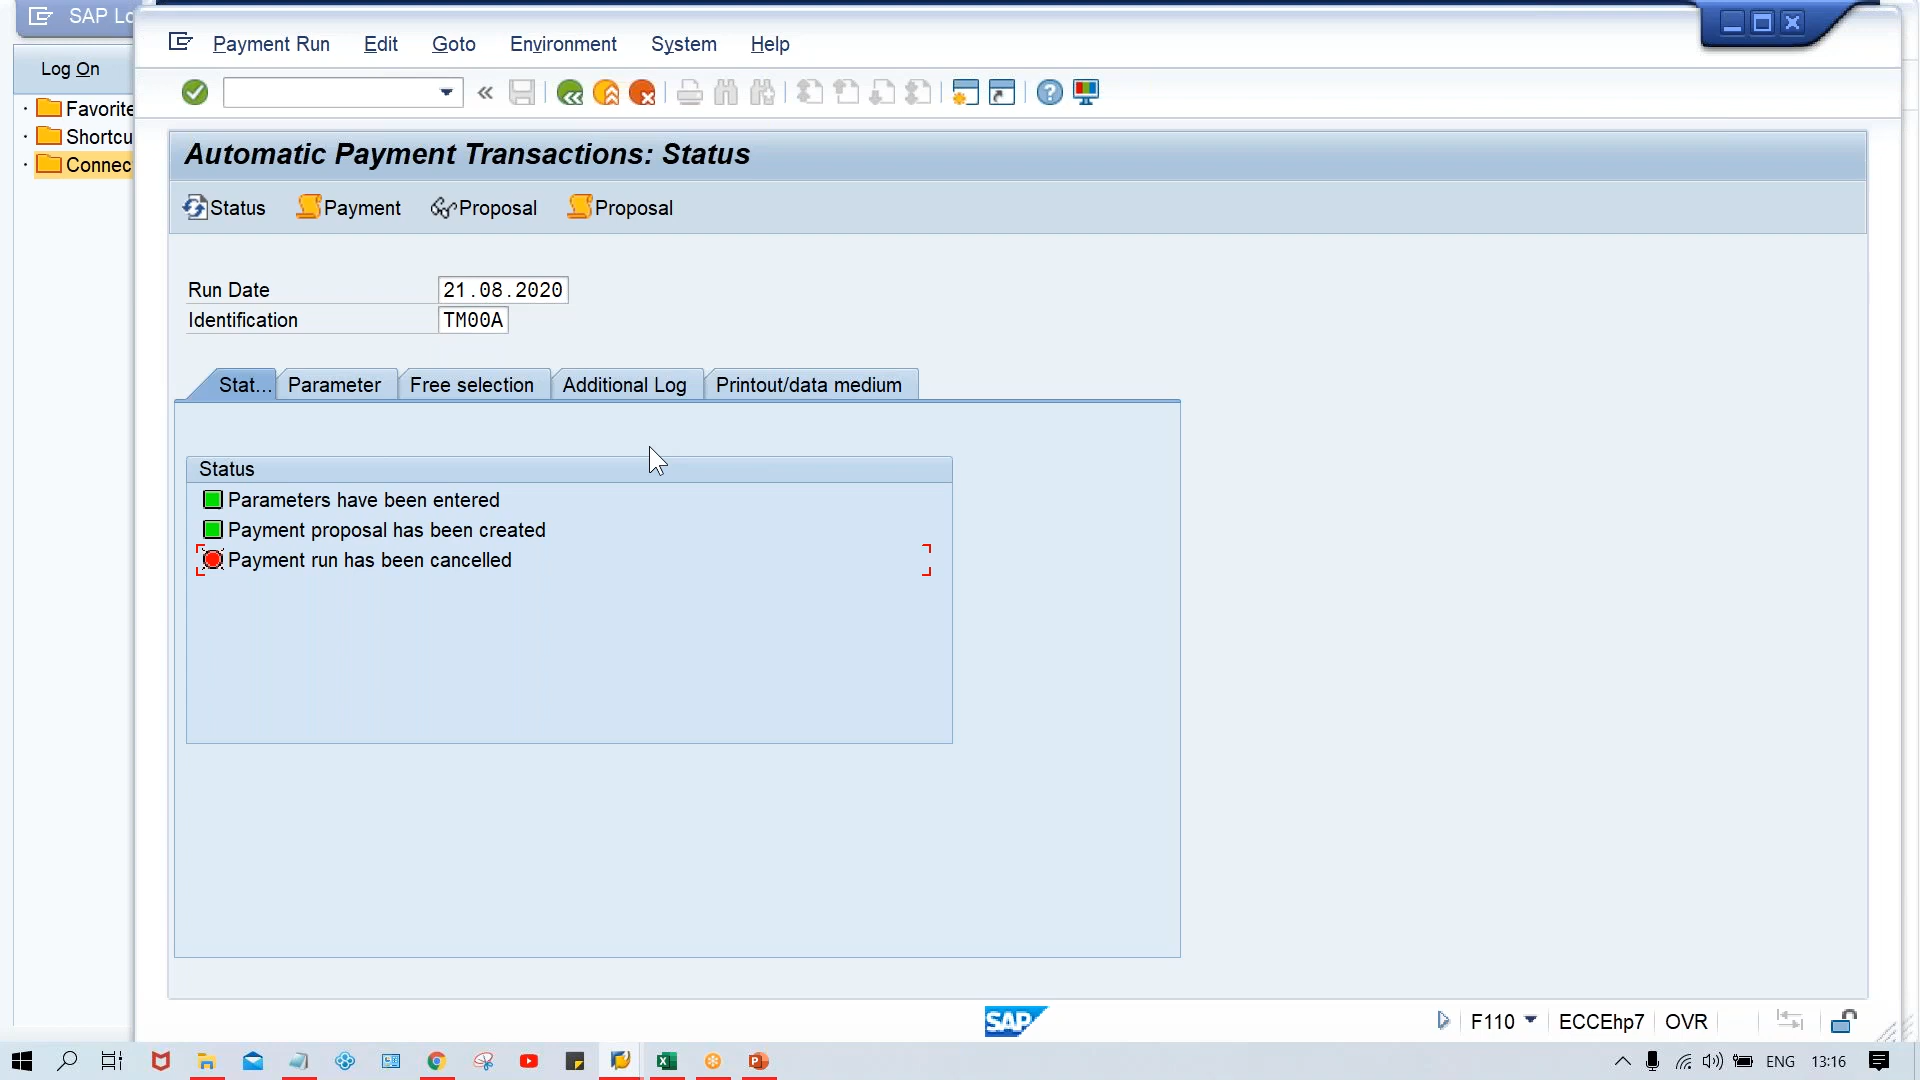 SAP Lo
Log On
Favorite
Shortcu
Connec
Payment Run Edit Goto Environment System Help
Automatic Payment Transactions: Status
Status Payment Proposal Proposal
Run Date 21.08.2020
Identification TM00A
Stat... Parameter Free selection Additional Log Printout/data medium
Status
Parameters have been entered
Payment proposal has been created
Payment run has been cancelled
SAP
F110 ECCEhp7 OVR
ENG 13:16